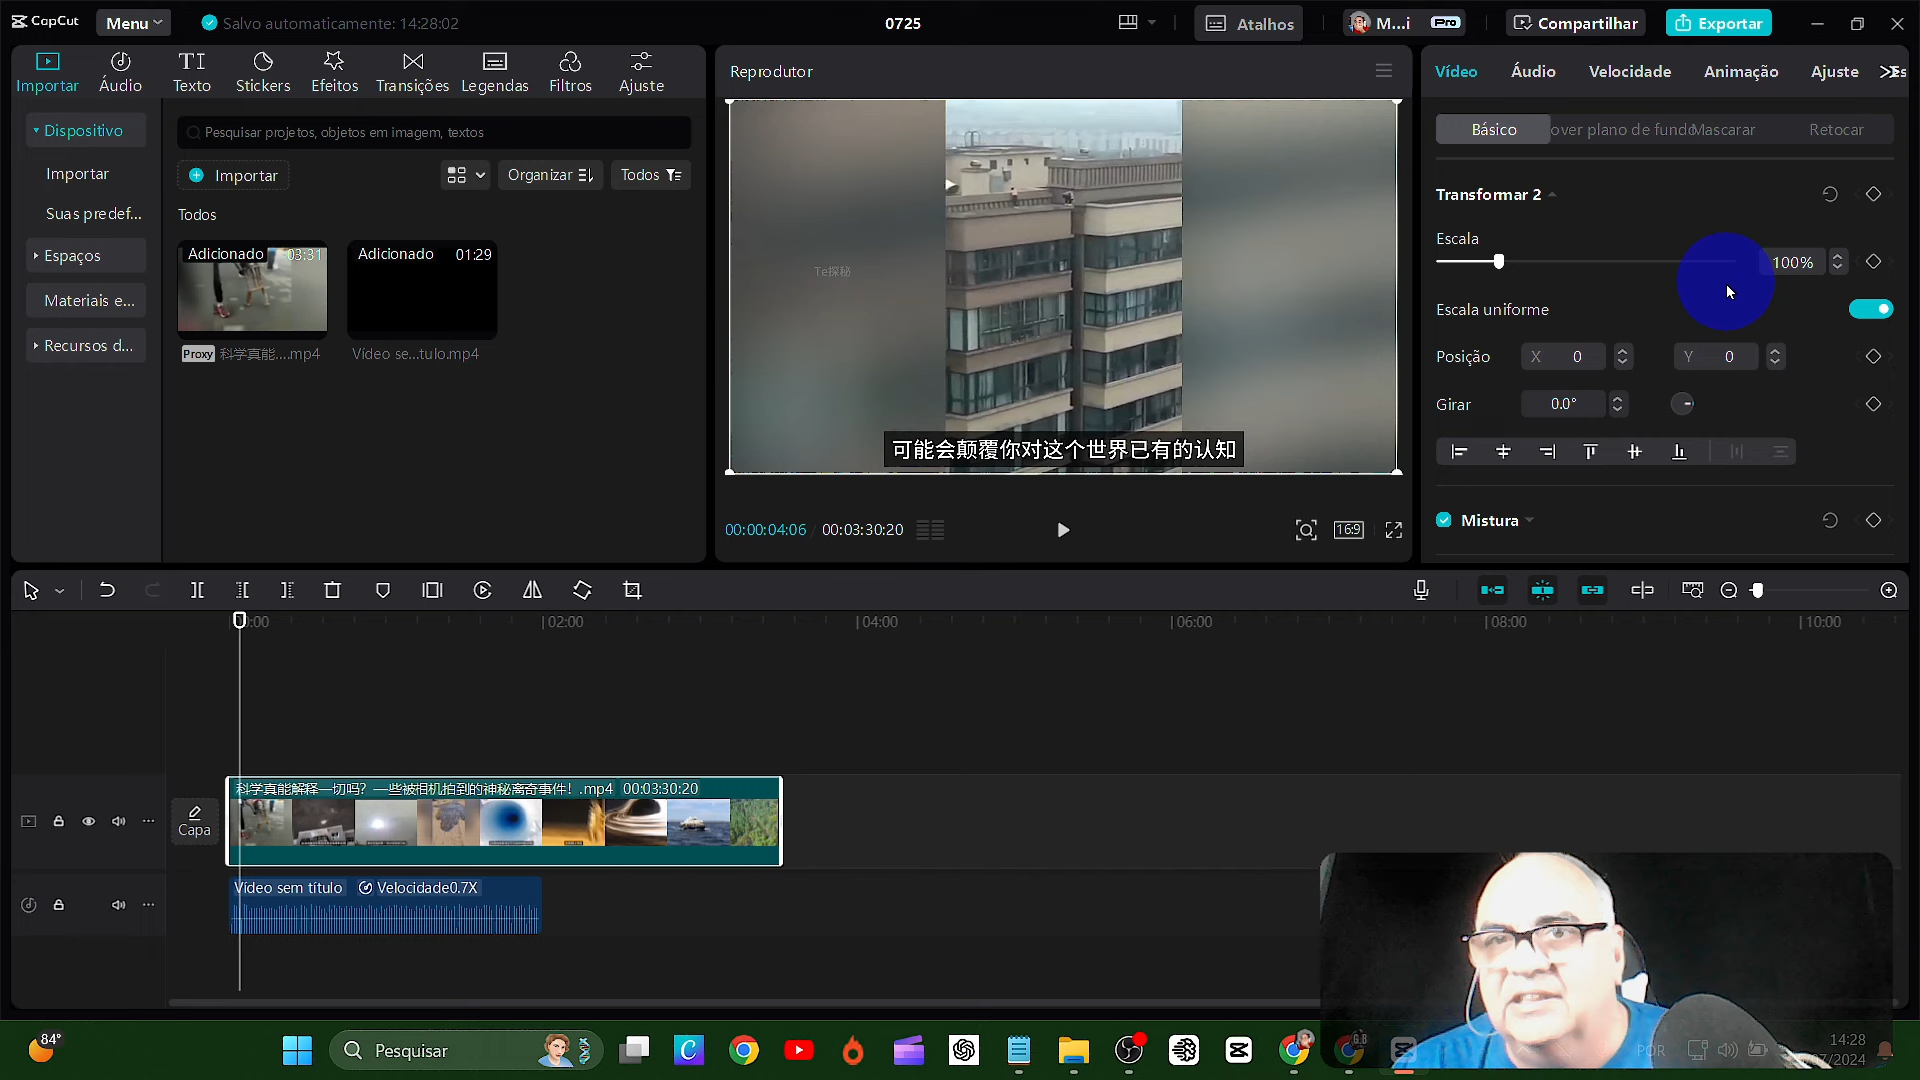 CapCut
Menu
Salvo automaticamente: 14:28:02
0725
Atalhos
M...i
Pro
Compartilhar
Exportar
Importar
Áudio
Texto
Stickers
Efeitos
Transições
Legendas
Filtros
Ajuste
Dispositivo
Importar
Suas predef...
Espaços
Materiais e...
Recursos d...
Pesquisar projetos, objetos em imagem, textos
Importar
Organizar
Todos
Todos
Adicionado
03:31
Adicionado
01:29
Proxy
科学真能....mp4
Vídeo se...tulo.mp4
Reprodutor
Te探秘
可能会颠覆你对这个世界已有的认知
00:00:04:06
00:03:30:20
16:9
Vídeo
Áudio
Velocidade
Animação
Ajuste
Es
Básico
over plano de fundo
Mascarar
Retocar
Transformar 2
Escala
100%
Escala uniforme
Posição
X 0
Y 0
Girar
0.0°
Mistura
00:00
02:00
04:00
06:00
08:00
10:00
Capa
科学真能解释一切吗？一些被相机拍到的神秘离奇事件！.mp4 00:03:30:20
Vídeo sem título
Velocidade0.7X
84°
Pesquisar
G.B
POR
14:28
07/2024